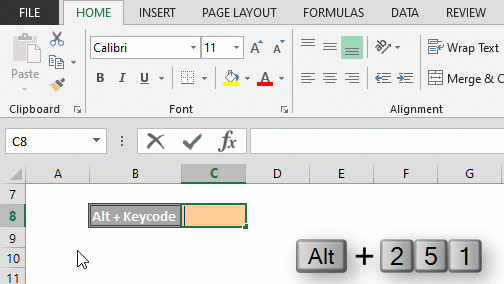 FILE HOME INSERT PAGE LAYOUT FORMULAS DATA REVIEW
Paste Calibri 11 A A Wrap Text
B I U A Merge & C
Clipboard Font Alignment
C8 fx
A B C D E F G
7
8 Alt + Keycode
9
10
11
Alt + 2 5 1